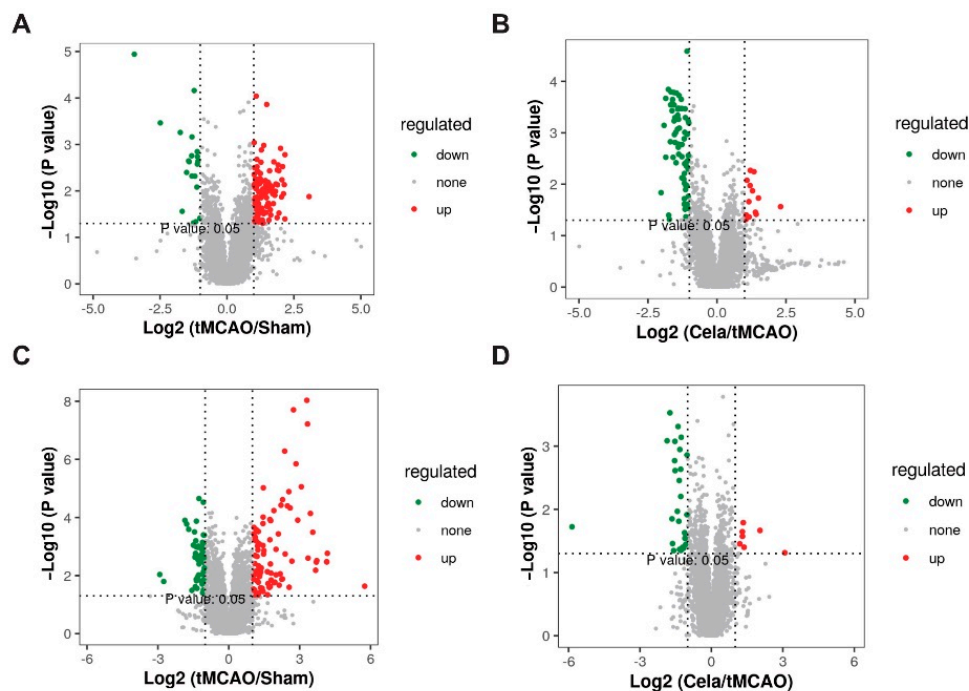 A
−Log10 (P value)
5
4
3
2
1
0
P value: 0.05
-5.0
-2.5
0.0
2.5
5.0
Log2 (tMCAO/Sham)
regulated
down
none
up
B
−Log10 (P value)
4
3
2
1
0
P value: 0.05
-5.0
-2.5
0.0
2.5
5.0
Log2 (Cela/tMCAO)
regulated
down
none
up
C
−Log10 (P value)
8
6
4
2
0
P value: 0.05
-6
-3
0
3
6
Log2 (tMCAO/Sham)
regulated
down
none
up
D
−Log10 (P value)
3
2
1
0
P value: 0.05
-6
-3
0
3
6
Log2 (Cela/tMCAO)
regulated
down
none
up